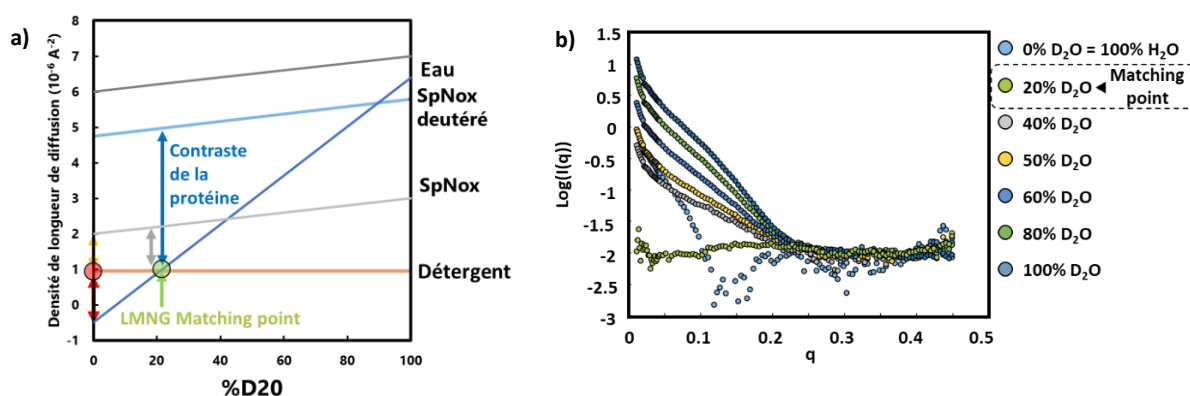 a)
Densité de longueur de diffusion (10⁻⁶ A⁻²)
8
7
6
5
4
3
2
1
0
-1
0
20
40
60
80
100
%D20
Eau
SpNox
deutéré
SpNox
Détergent
Contraste
de la
protéine
LMNG Matching point
b)
Log(I(q))
1.5
1
0.5
0
-0.5
-1
-1.5
-2
-2.5
-3
0
0.1
0.2
0.3
0.4
0.5
q
0% D₂O = 100% H₂O
20% D₂O ◄ Matching
point
40% D₂O
50% D₂O
60% D₂O
80% D₂O
100% D₂O